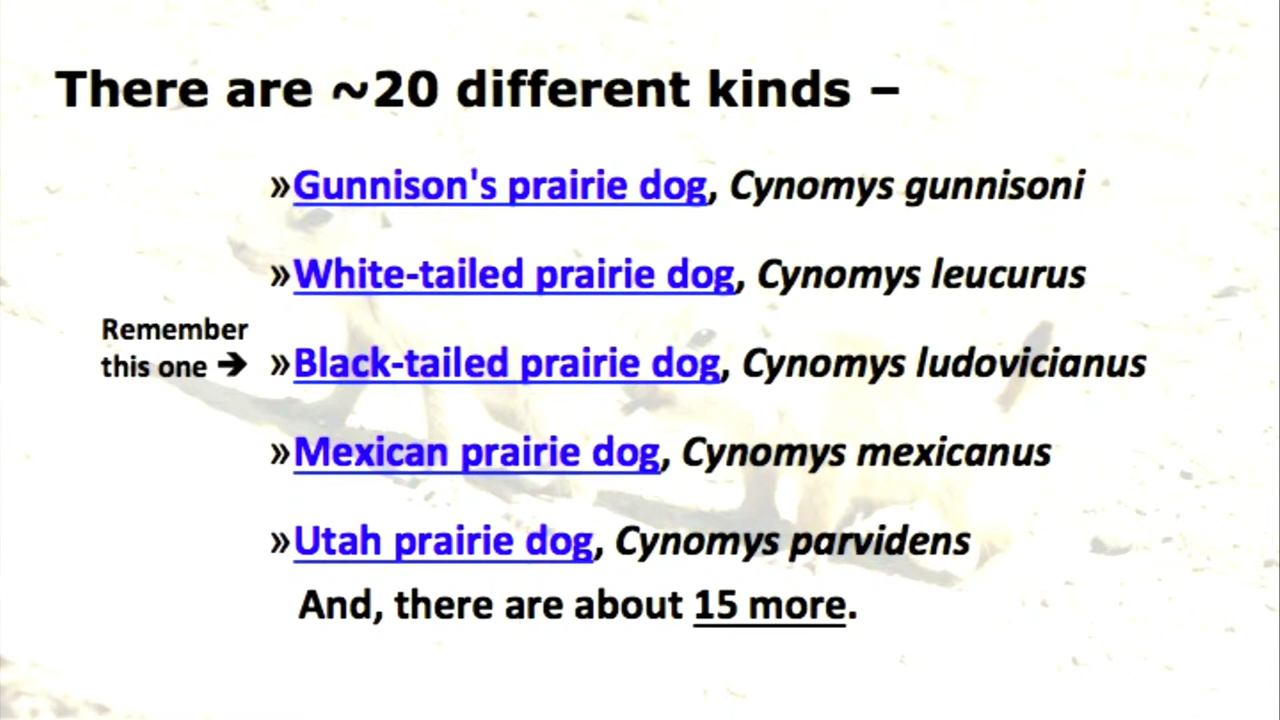 There are ~20 different kinds –
»Gunnison's prairie dog, Cynomys gunnisoni
»White-tailed prairie dog, Cynomys leucurus
Remember
this one ➔ »Black-tailed prairie dog, Cynomys ludovicianus
»Mexican prairie dog, Cynomys mexicanus
»Utah prairie dog, Cynomys parvidens
And, there are about 15 more.